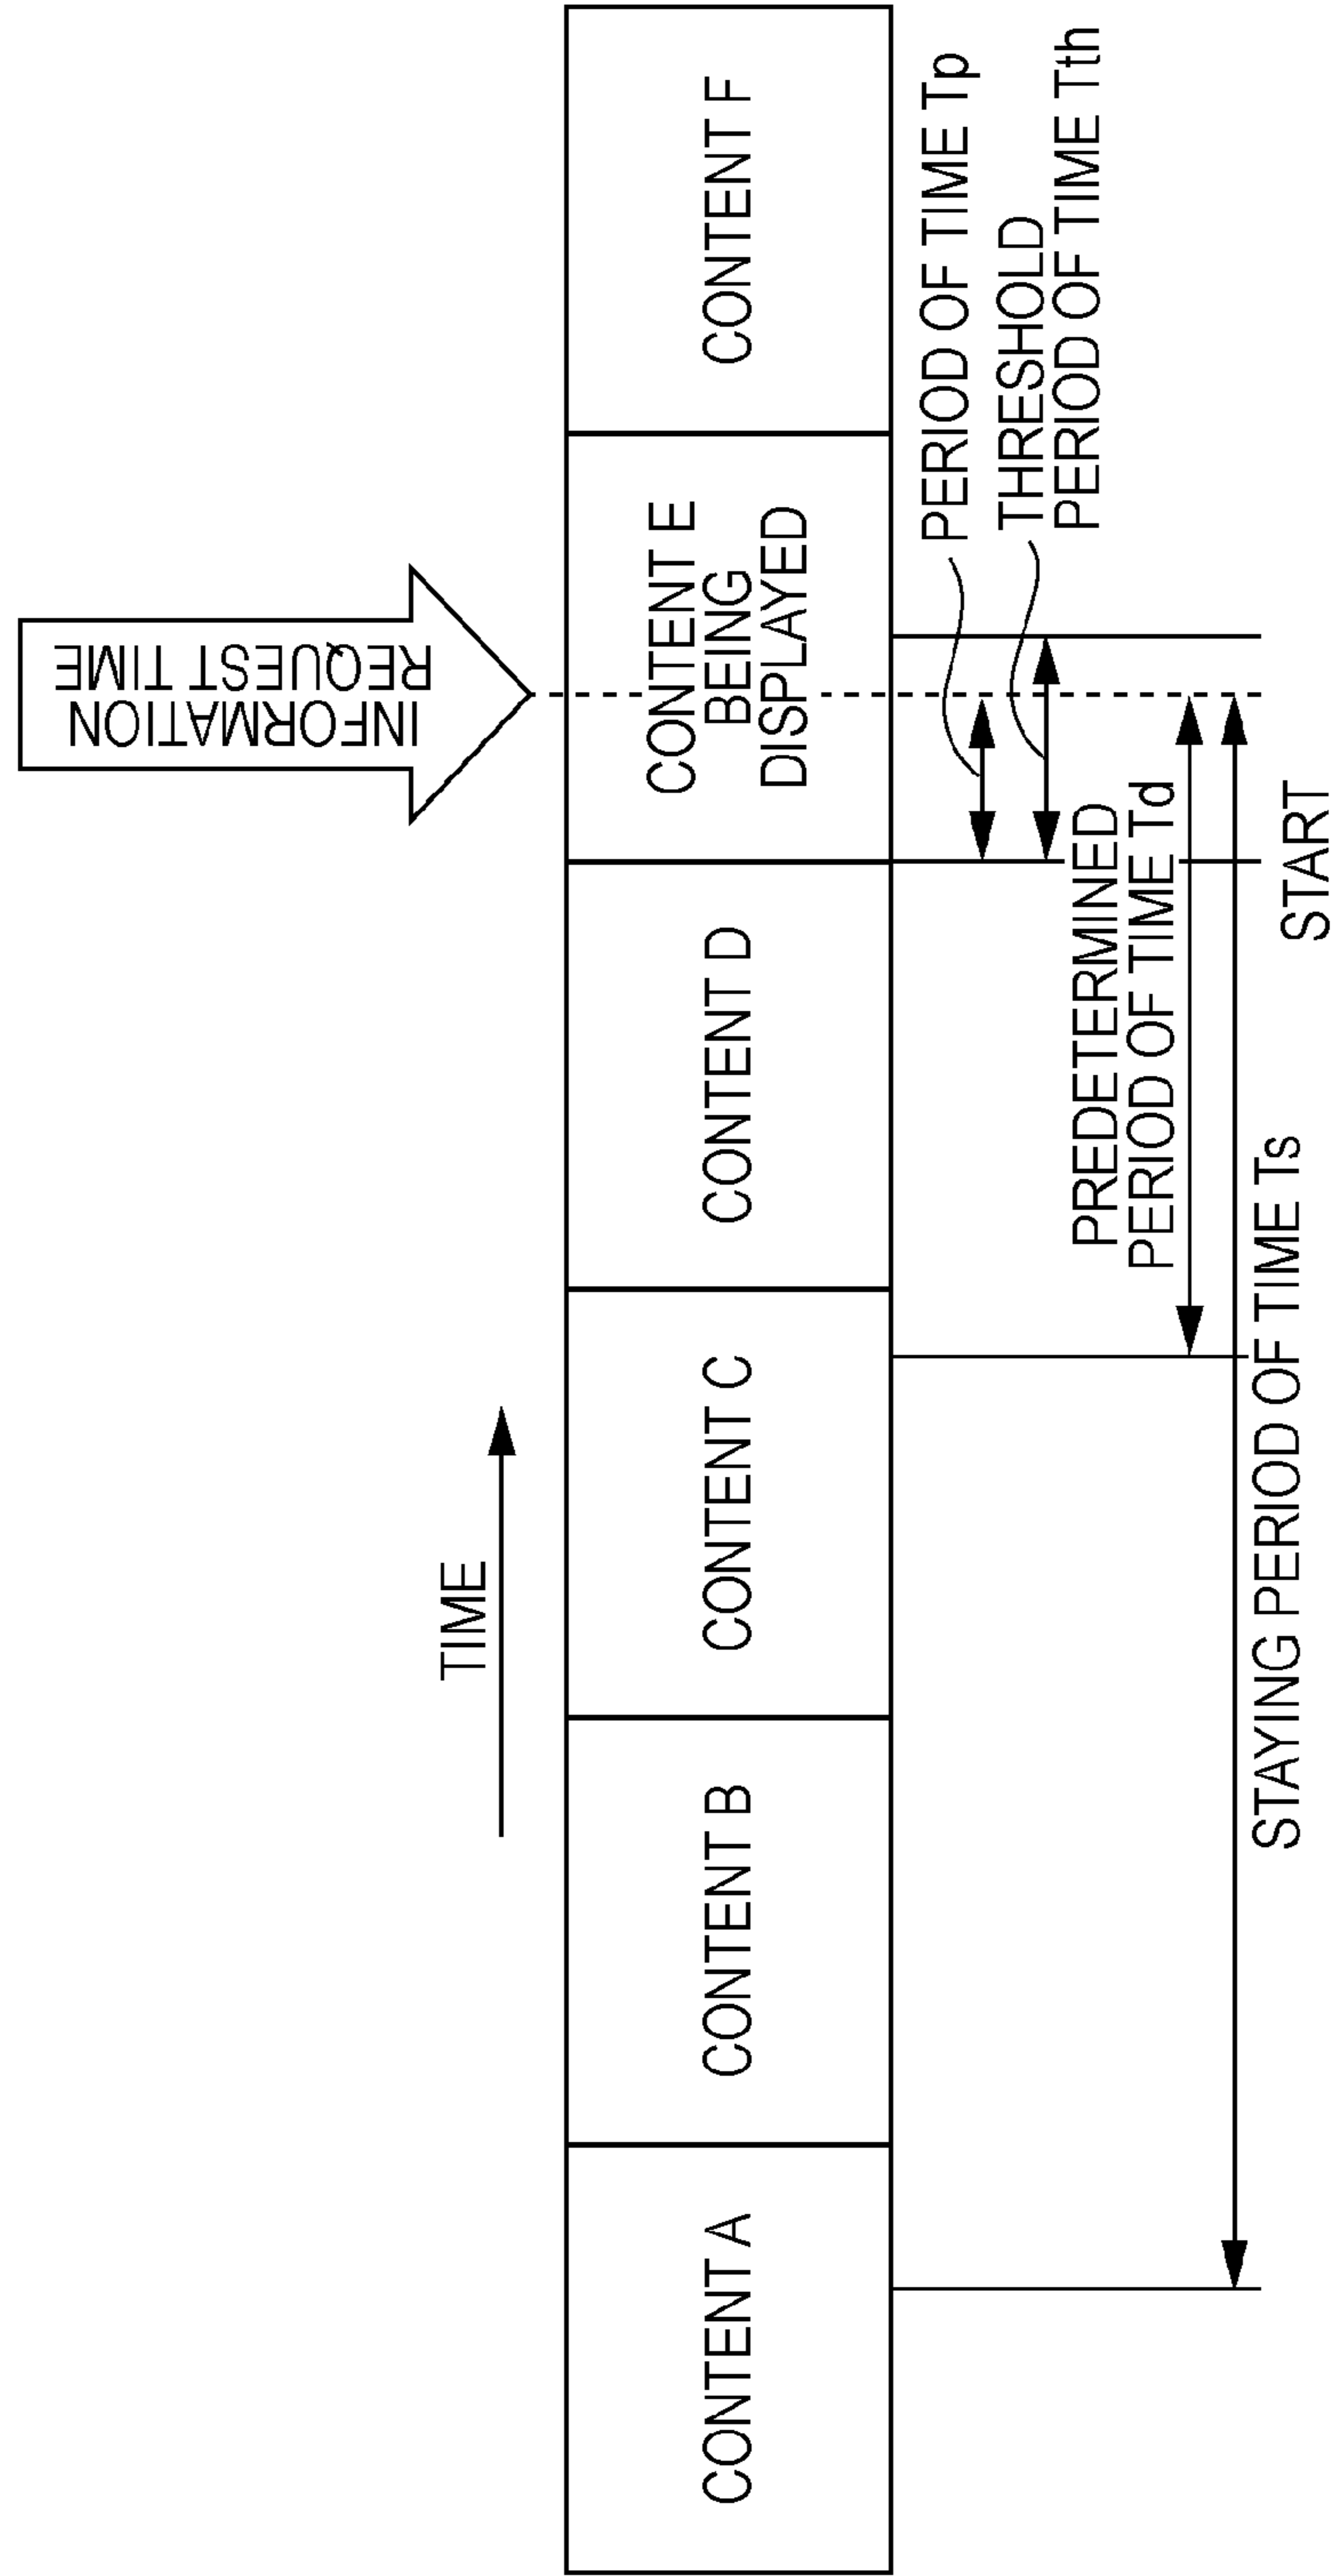 INFORMATION
REQUEST TIME
TIME
CONTENT A
CONTENT B
CONTENT C
CONTENT D
CONTENT E
BEING
DISPLAYED
CONTENT F
PERIOD OF TIME Tp
THRESHOLD
PERIOD OF TIME Tth
PREDETERMINED
PERIOD OF TIME Td
STAYING PERIOD OF TIME Ts
START